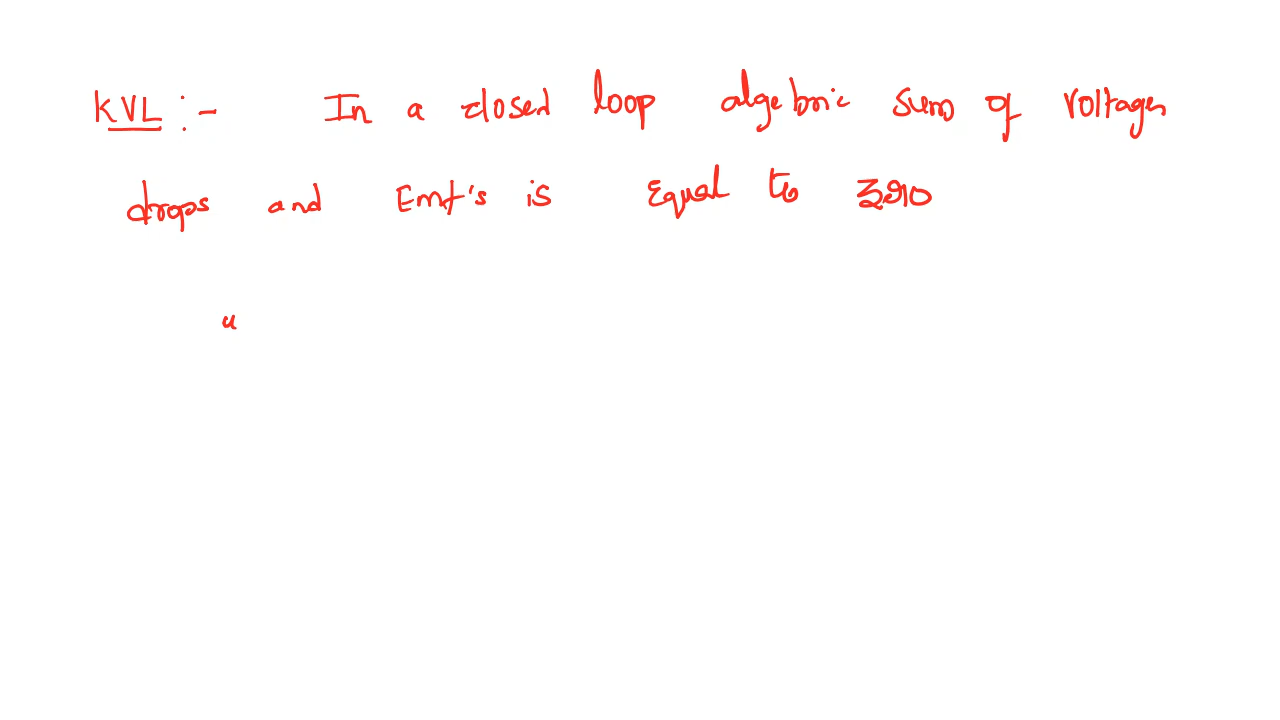 KVL :- In a closed loop algebraic sum of voltages
drops and Emf's is Equal to zero